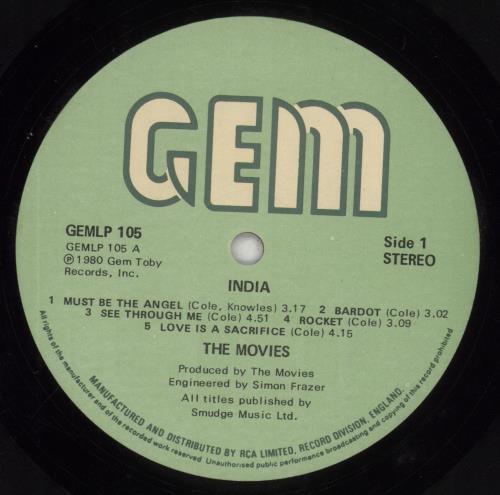 GEM
GEMLP 105
GEMLP 105 A
℗ 1980 Gem Toby
Records, Inc.
Side 1
STEREO
INDIA
1 MUST BE THE ANGEL (Cole, Knowles) 3.17 2 BARDOT (Cole) 3.02
3 SEE THROUGH ME (Cole) 4.51 4 ROCKET (Cole) 3.09
5 LOVE IS A SACRIFICE (Cole) 4.15
THE MOVIES
Produced by The Movies
Engineered by Simon Frazer
All titles published by
Smudge Music Ltd.
MANUFACTURED AND DISTRIBUTED BY RCA LIMITED, RECORD DIVISION, ENGLAND.
All rights of the manufacturer and of the recorded work reserved Unauthorised public performance broadcasting and copying of this record prohibited